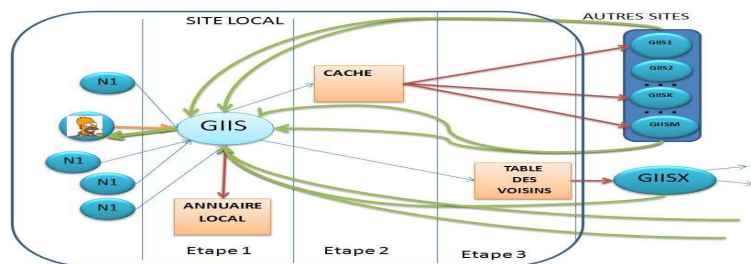 SITE LOCAL
AUTRES SITES
GIIS1
GIIS2
GIISK
GIISM
CACHE
N1
GIIS
N1
N1
N1
ANNUAIRE
LOCAL
TABLE
DES
VOISINS
GIISX
Etape 1
Etape 2
Etape 3